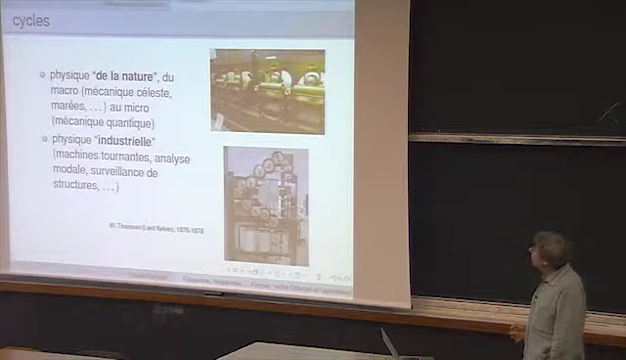 cycles
physique "de la nature", du
macro (mécanique céleste,
marées, …) au micro
(mécanique quantique)
physique "industrielle"
(machines tournantes, analyse
modale, surveillance de
structures, …)
W. Thomson (Lord Kelvin), 1876-1878